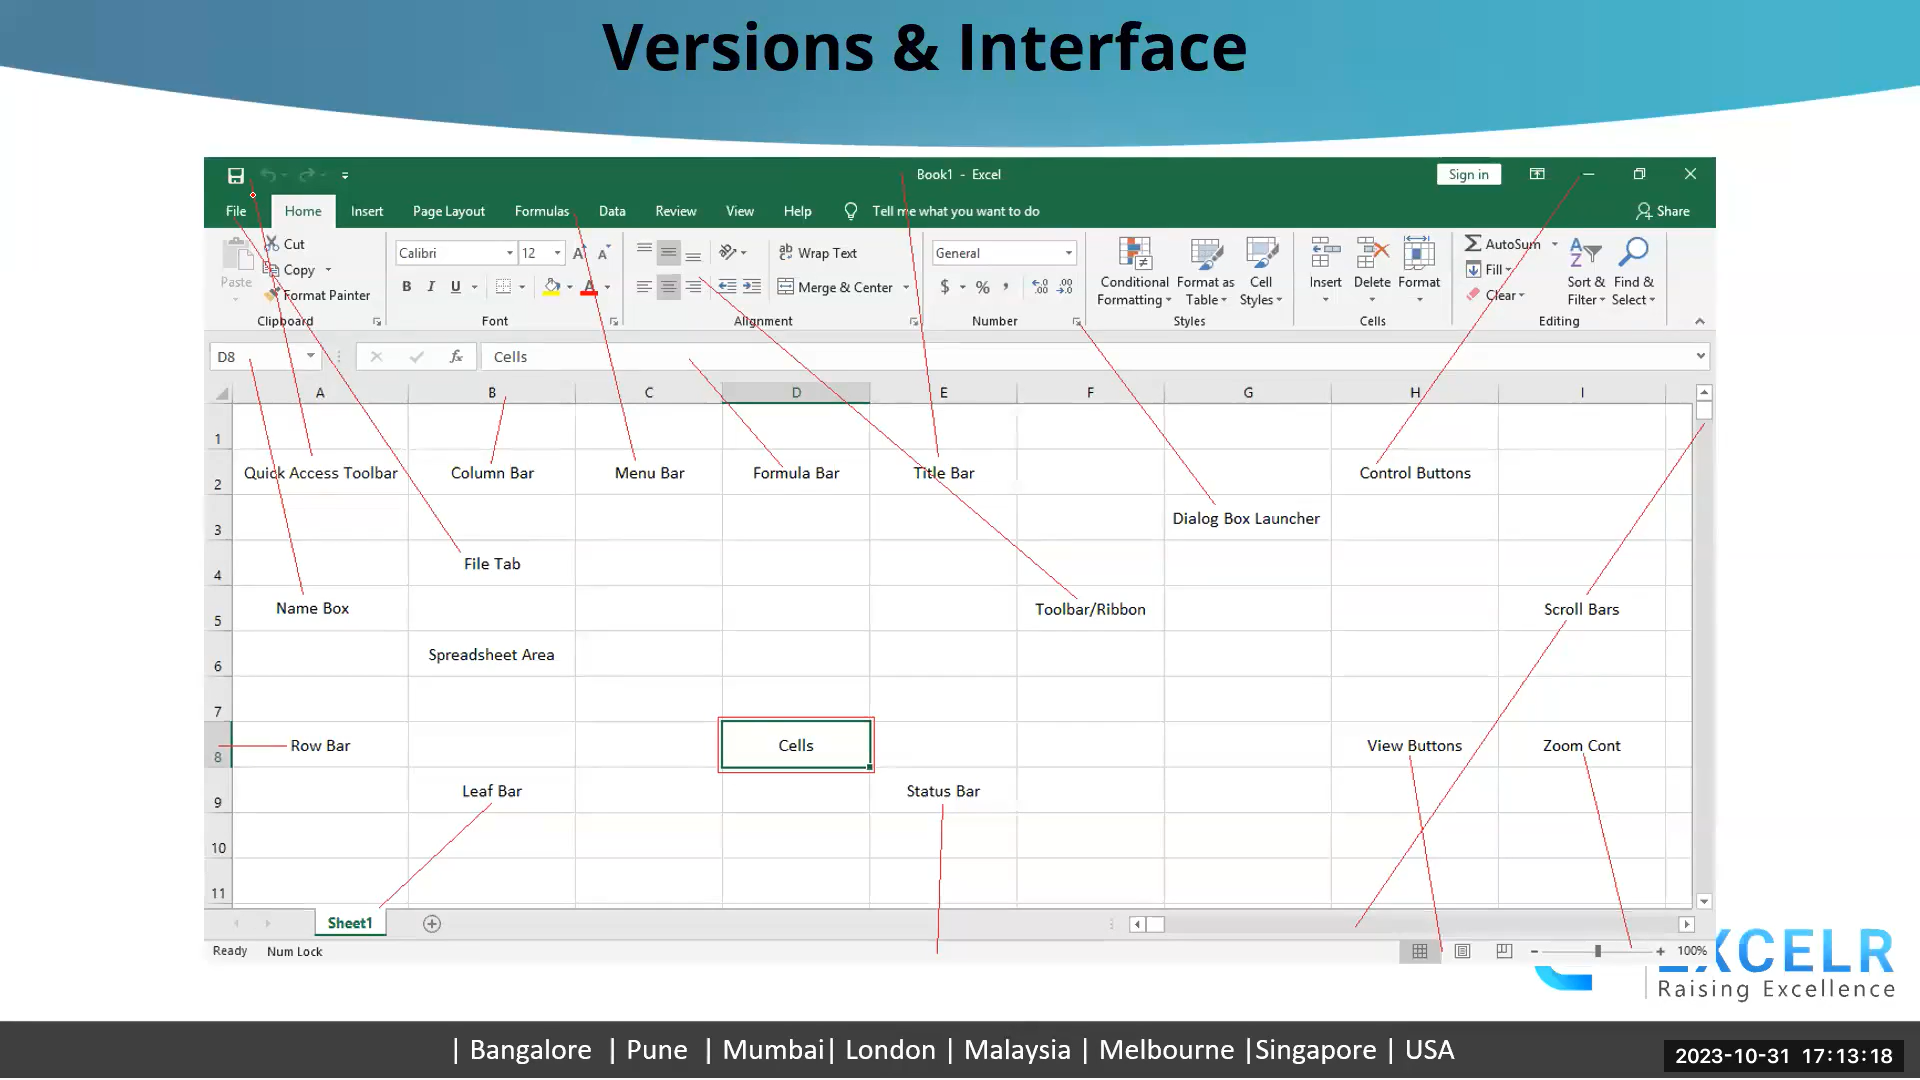 Versions & Interface
Book1 - Excel
Sign in
File Home Insert Page Layout Formulas Data Review View Help Tell me what you want to do Share
Paste
Cut
Copy
Format Painter
Clipboard
Calibri 12
B I U
Font
Wrap Text
Merge & Center
Alignment
General
$ % ,
Number
Conditional Formatting
Format as Table
Cell Styles
Styles
Insert Delete Format
Cells
AutoSum
Fill
Clear
Sort & Filter
Find & Select
Editing
D8 fx Cells
A B C D E F G H I
1
2 Quick Access Toolbar Column Bar Menu Bar Formula Bar Title Bar Control Buttons
3 Dialog Box Launcher
4 File Tab
5 Name Box Toolbar/Ribbon Scroll Bars
6 Spreadsheet Area
7
8 Row Bar Cells View Buttons Zoom Cont
9 Leaf Bar Status Bar
10
11
Sheet1
Ready Num Lock 100%
XCELR
Raising Excellence
| Bangalore | Pune | Mumbai| London | Malaysia | Melbourne |Singapore | USA
2023-10-31 17:13:18